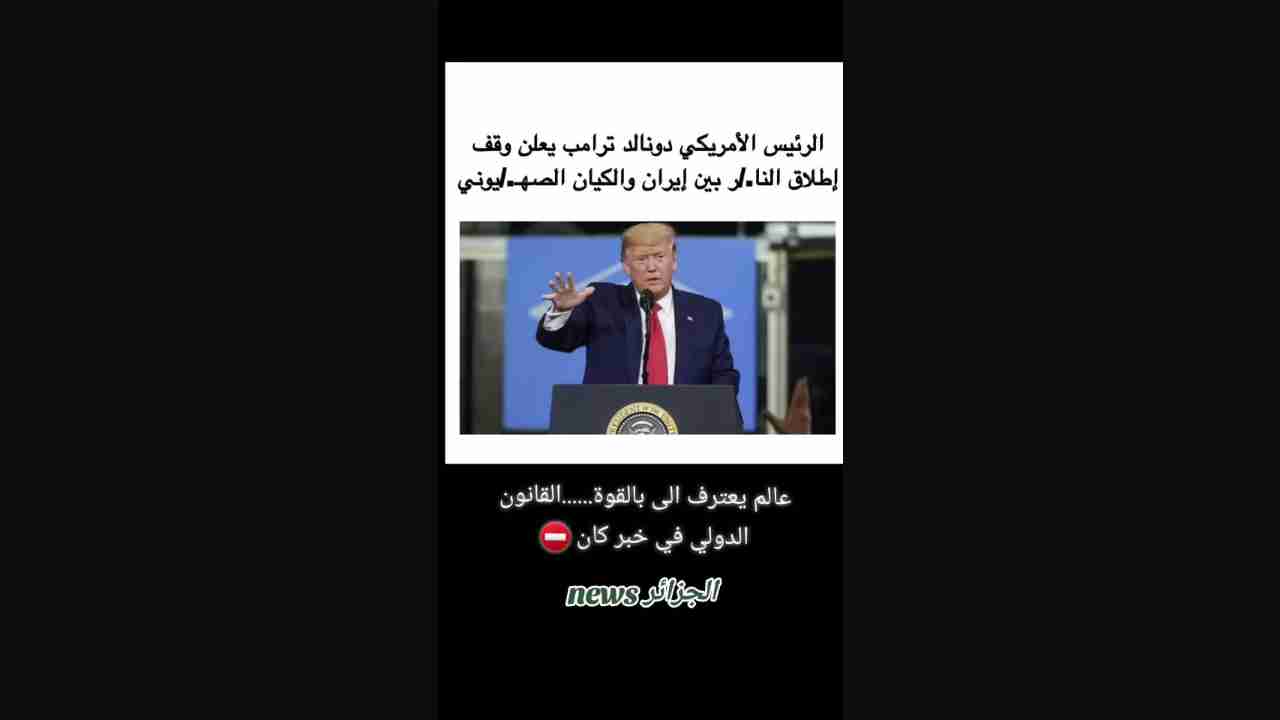 الرئيس الأمريكي دونالد ترامب يعلن وقف
إطلاق النا./ر بين إيران والكيان الصهـ./يوني
عالم يعترف الى بالقوة......القانون
الدولي في خبر كان⛔
الجزائر news